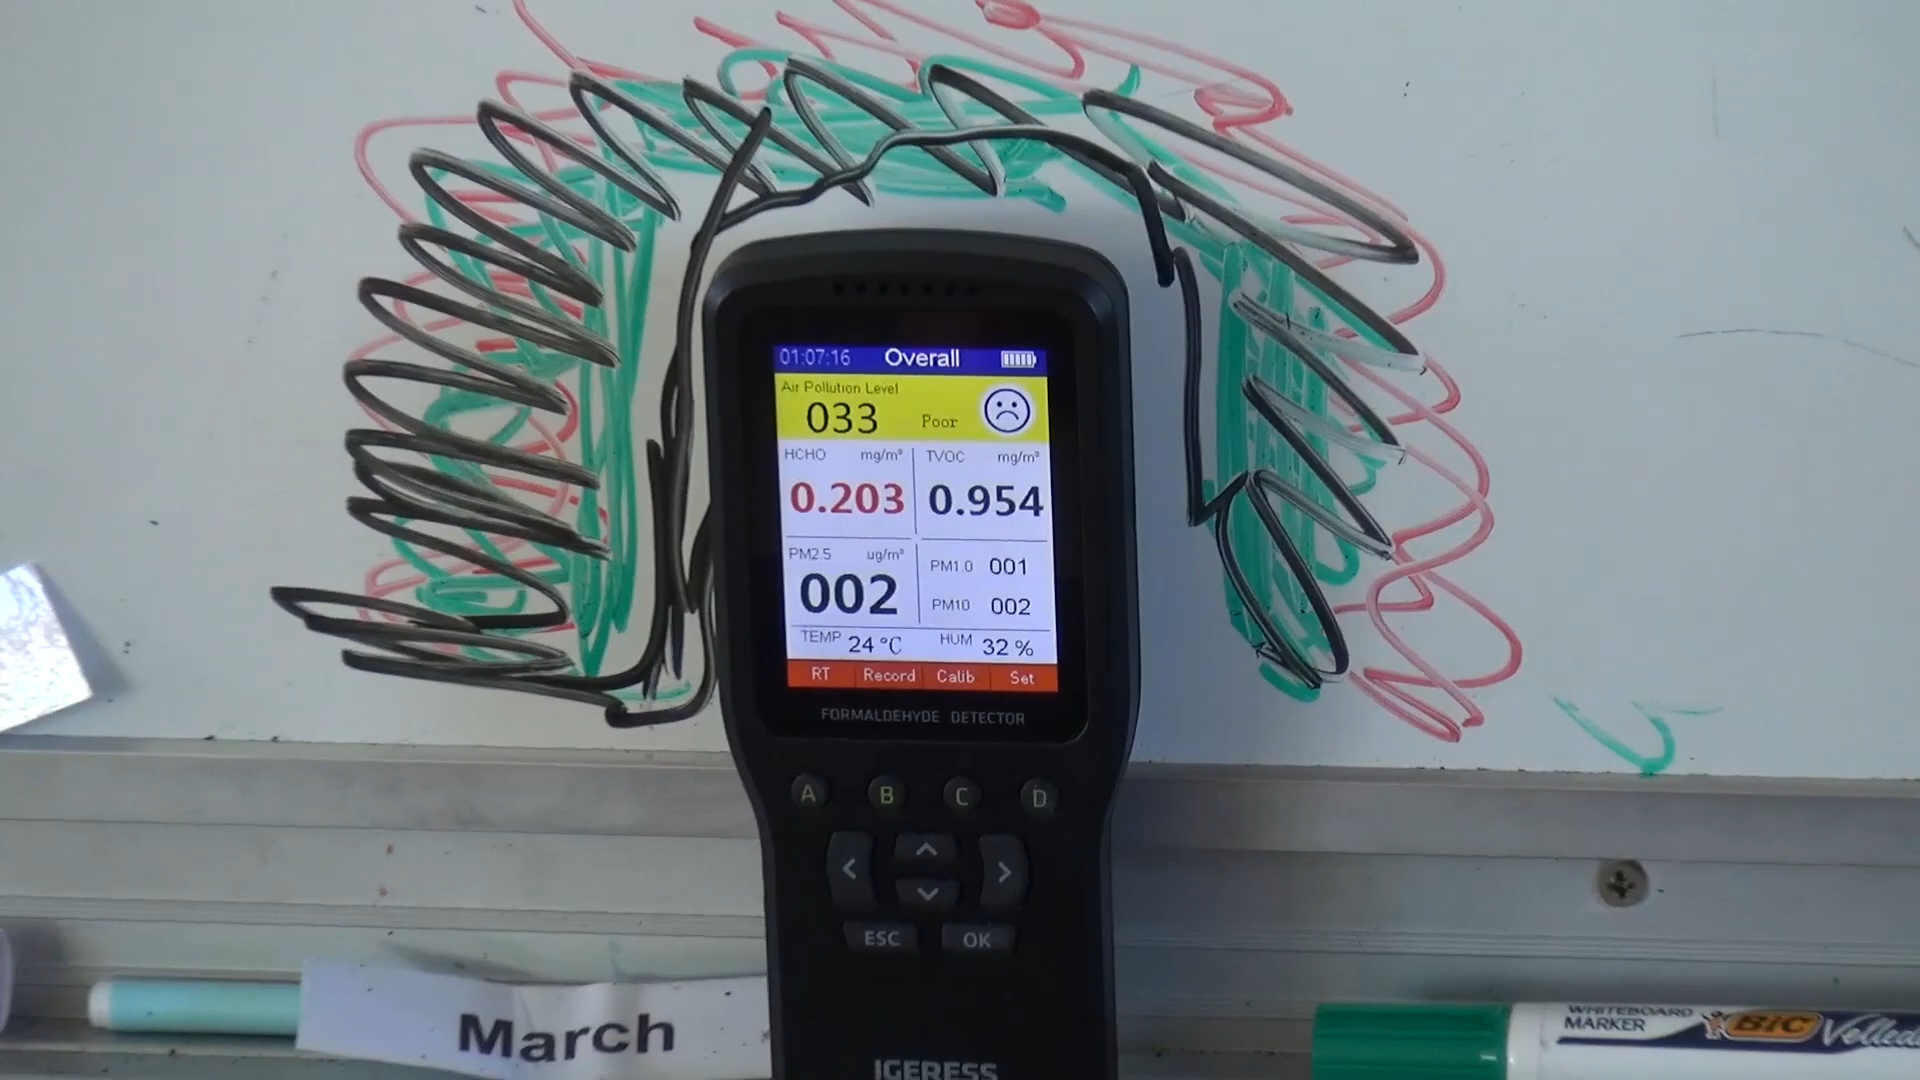 01:07:16 Overall
Air Pollution Level
033 Poor
HCHO mg/m³ TVOC mg/m³
0.203 0.954
PM2.5 ug/m³
002
PM1.0 001
PM10 002
TEMP 24 °C HUM 32 %
RT Record Calib Set
FORMALDEHYDE DETECTOR
A B C D
ESC OK
IGERESS
March
WHITEBOARD
MARKER
BIC Velleda